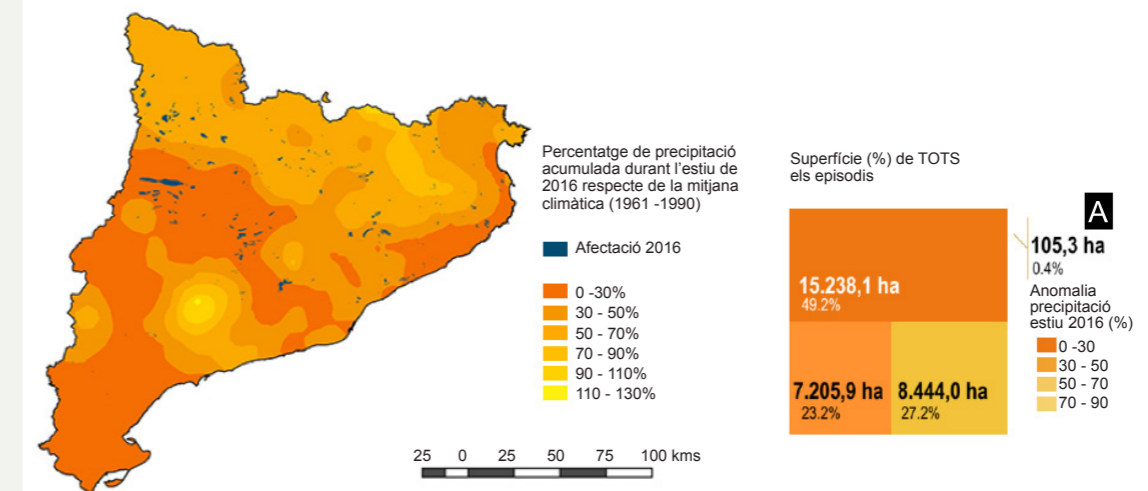 Percentatge de precipitació
acumulada durant l'estiu de
2016 respecte de la mitjana
climàtica (1961 -1990)
Afectació 2016
0 -30%
30 - 50%
50 - 70%
70 - 90%
90 - 110%
110 - 130%
25 0 25 50 75 100 kms
Superfície (%) de TOTS
els episodis
A
15.238,1 ha
49.2%
7.205,9 ha
23.2%
8.444,0 ha
27.2%
105,3 ha
0.4%
Anomalia
precipitació
estiu 2016 (%)
0 -30
30 - 50
50 - 70
70 - 90